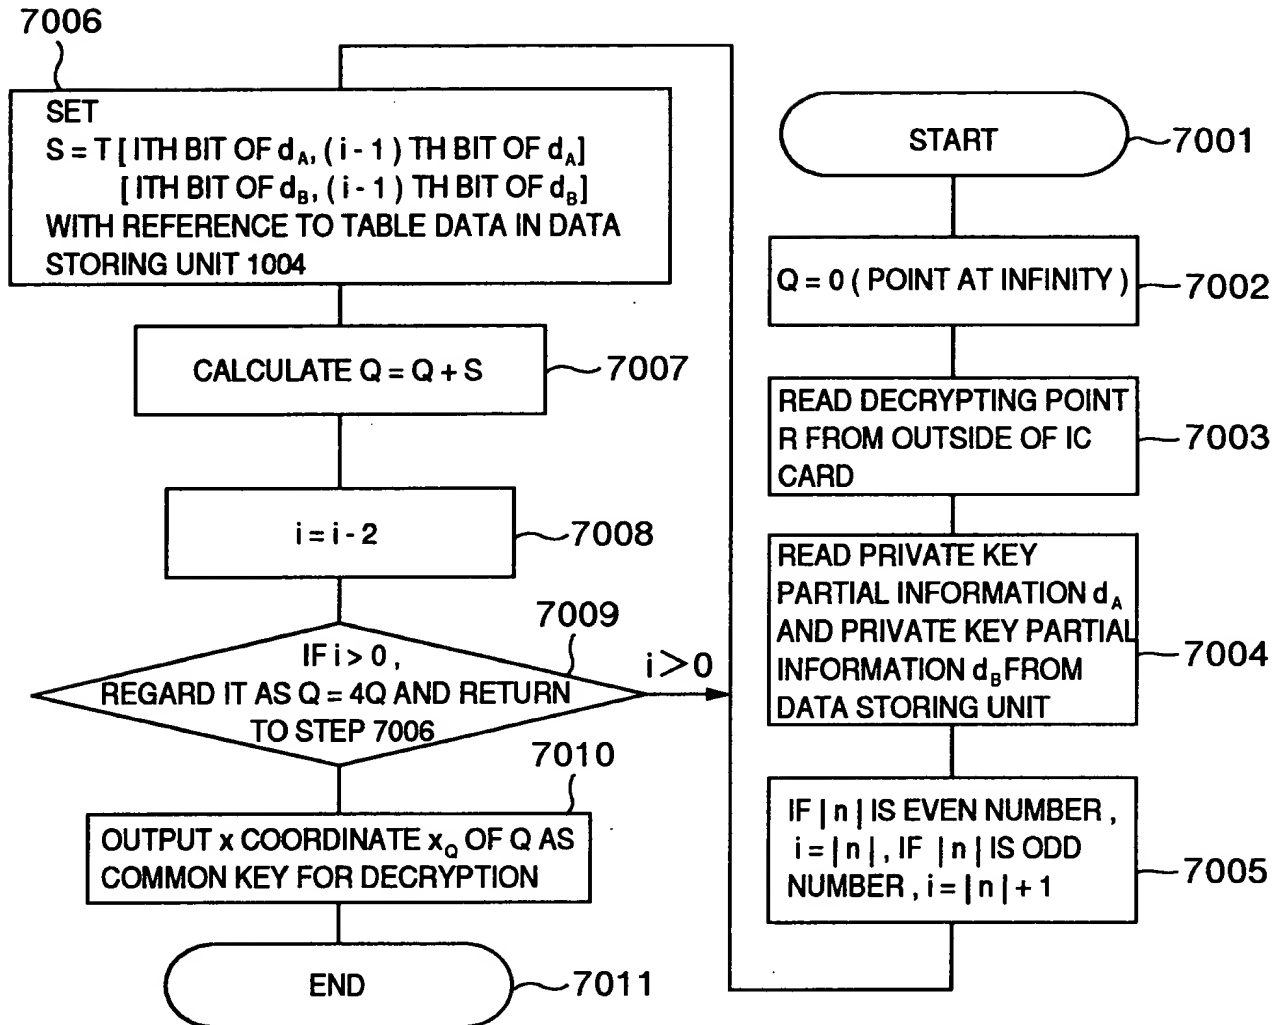 START
7001
Q = 0 ( POINT AT INFINITY )
7002
READ DECRYPTING POINT
R FROM OUTSIDE OF IC
CARD
7003
READ PRIVATE KEY
PARTIAL INFORMATION dA
AND PRIVATE KEY PARTIAL
INFORMATION dB FROM
DATA STORING UNIT
7004
IF | n | IS EVEN NUMBER ,
i = | n | , IF | n | IS ODD
NUMBER , i = | n | + 1
7005
7006
SET
S = T [ ITH BIT OF dA, ( i - 1 ) TH BIT OF dA]
[ ITH BIT OF dB, ( i - 1 ) TH BIT OF dB]
WITH REFERENCE TO TABLE DATA IN DATA
STORING UNIT 1004
CALCULATE Q = Q + S
7007
i = i - 2
7008
7009
IF i > 0 ,
REGARD IT AS Q = 4Q AND RETURN
TO STEP 7006
i > 0
7010
OUTPUT x COORDINATE xQ OF Q AS
COMMON KEY FOR DECRYPTION
END
7011